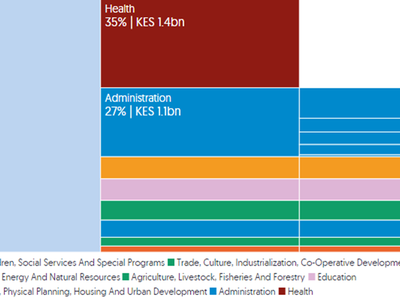 Health
35% | KES 1.4bn
Administration
27% | KES 1.1bn
dren, Social Services And Special Programs Trade, Culture, Industrialization, Co-Operative Developme
Energy And Natural Resources Agriculture, Livestock, Fisheries And Forestry Education
, Physical Planning, Housing And Urban Development Administration Health